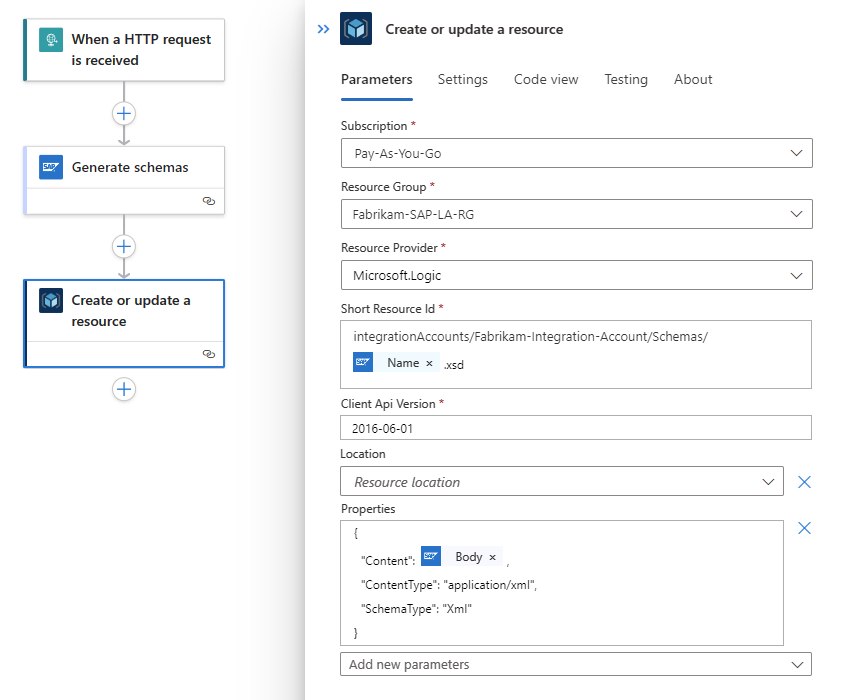 When a HTTP request
is received
SAP
Generate schemas
Create or update a
resource
Create or update a resource
Parameters Settings Code view Testing About
Subscription *
Pay-As-You-Go
Resource Group *
Fabrikam-SAP-LA-RG
Resource Provider *
Microsoft.Logic
Short Resource Id *
integrationAccounts/Fabrikam-Integration-Account/Schemas/
SAP Name × .xsd
Client Api Version *
2016-06-01
Location
Resource location
Properties
{
"Content": SAP Body × ,
"ContentType": "application/xml",
"SchemaType": "Xml"
}
Add new parameters